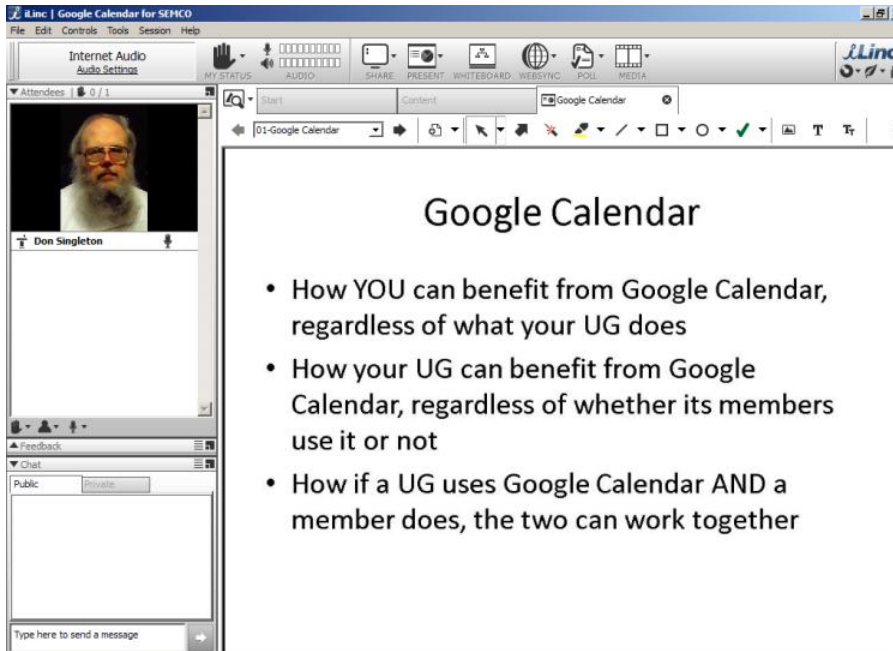 iLinc | Google Calendar for SEMCO
File Edit Controls Tools Session Help
Internet Audio
Audio Settings
MY STATUS
AUDIO
SHARE
PRESENT
WHITEBOARD
WEBSYNC
POLL
MEDIA
iLinc
Attendees | 0 / 1
Don Singleton
Feedback
Chat
Public
Private
Type here to send a message
Start
Content
Google Calendar
01-Google Calendar
T
TT
Google Calendar
• How YOU can benefit from Google Calendar,
regardless of what your UG does
• How your UG can benefit from Google
Calendar, regardless of whether its members
use it or not
• How if a UG uses Google Calendar AND a
member does, the two can work together